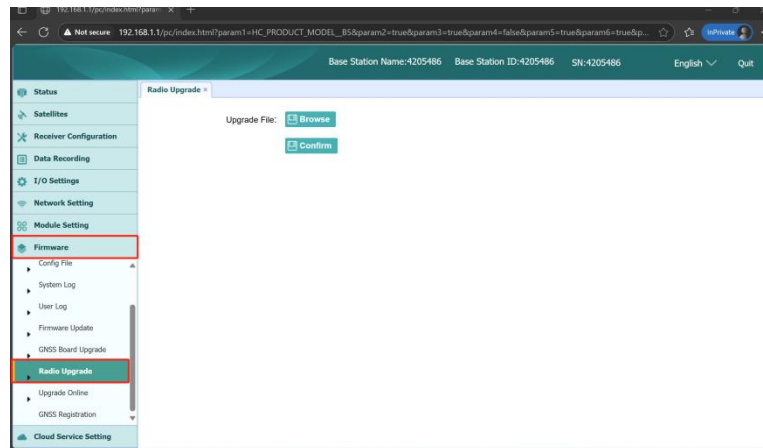 192.168.1.1/pc/index.html?param
Not secure 192.168.1.1/pc/index.html?param1=HC_PRODUCT_MODEL__B5&param2=true&param3=true&param4=false&param5=true&param6=true&p...
InPrivate
Base Station Name:4205486 Base Station ID:4205486 SN:4205486 English Quit
Status
Radio Upgrade ×
Satellites
Upgrade File: Browse
Receiver Configuration
Confirm
Data Recording
I/O Settings
Network Setting
Module Setting
Firmware
Config File
System Log
User Log
Firmware Update
GNSS Board Upgrade
Radio Upgrade
Upgrade Online
GNSS Registration
Cloud Service Setting